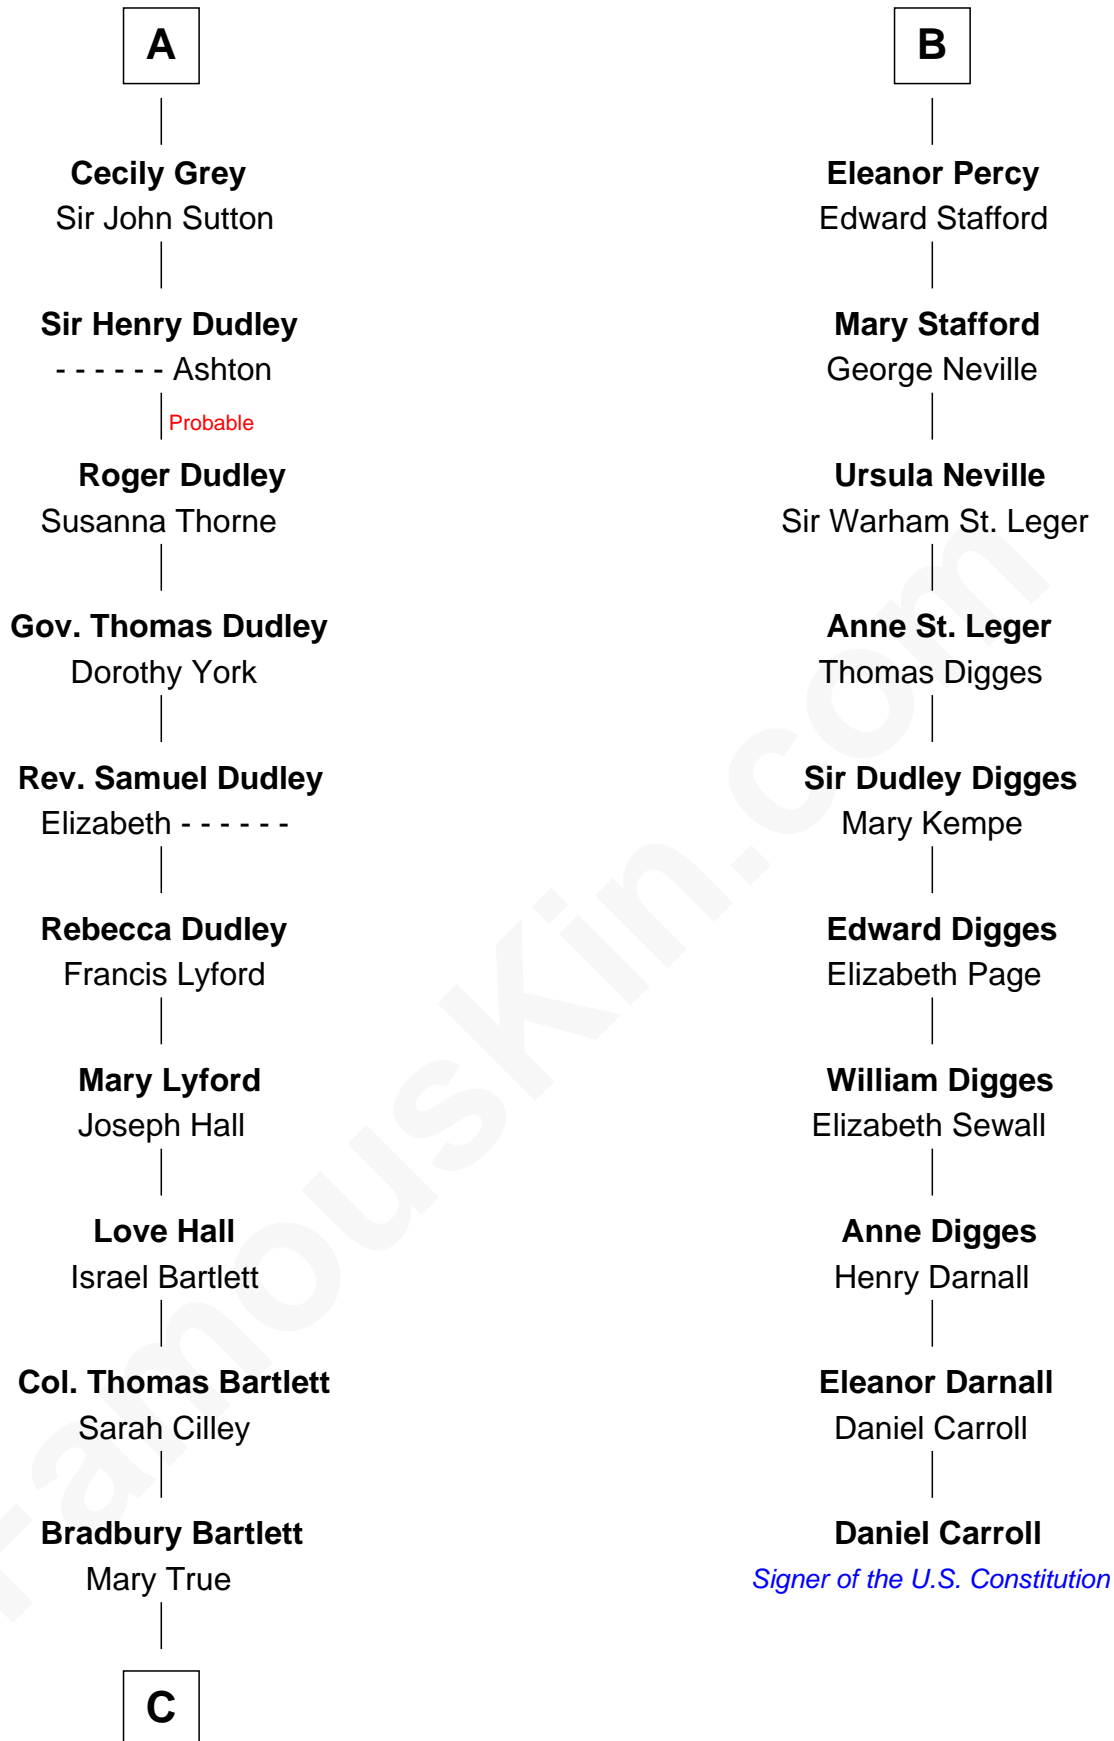 A
Cecily Grey
Sir John Sutton
Sir Henry Dudley
- - - - - - Ashton
Probable
Roger Dudley
Susanna Thorne
Gov. Thomas Dudley
Dorothy York
Rev. Samuel Dudley
Elizabeth - - - - - -
Rebecca Dudley
Francis Lyford
Mary Lyford
Joseph Hall
Love Hall
Israel Bartlett
Col. Thomas Bartlett
Sarah Cilley
Bradbury Bartlett
Mary True
C
B
Eleanor Percy
Edward Stafford
Mary Stafford
George Neville
Ursula Neville
Sir Warham St. Leger
Anne St. Leger
Thomas Digges
Sir Dudley Digges
Mary Kempe
Edward Digges
Elizabeth Page
William Digges
Elizabeth Sewall
Anne Digges
Henry Darnall
Eleanor Darnall
Daniel Carroll
Daniel Carroll
Signer of the U.S. Constitution
FamousKin.com